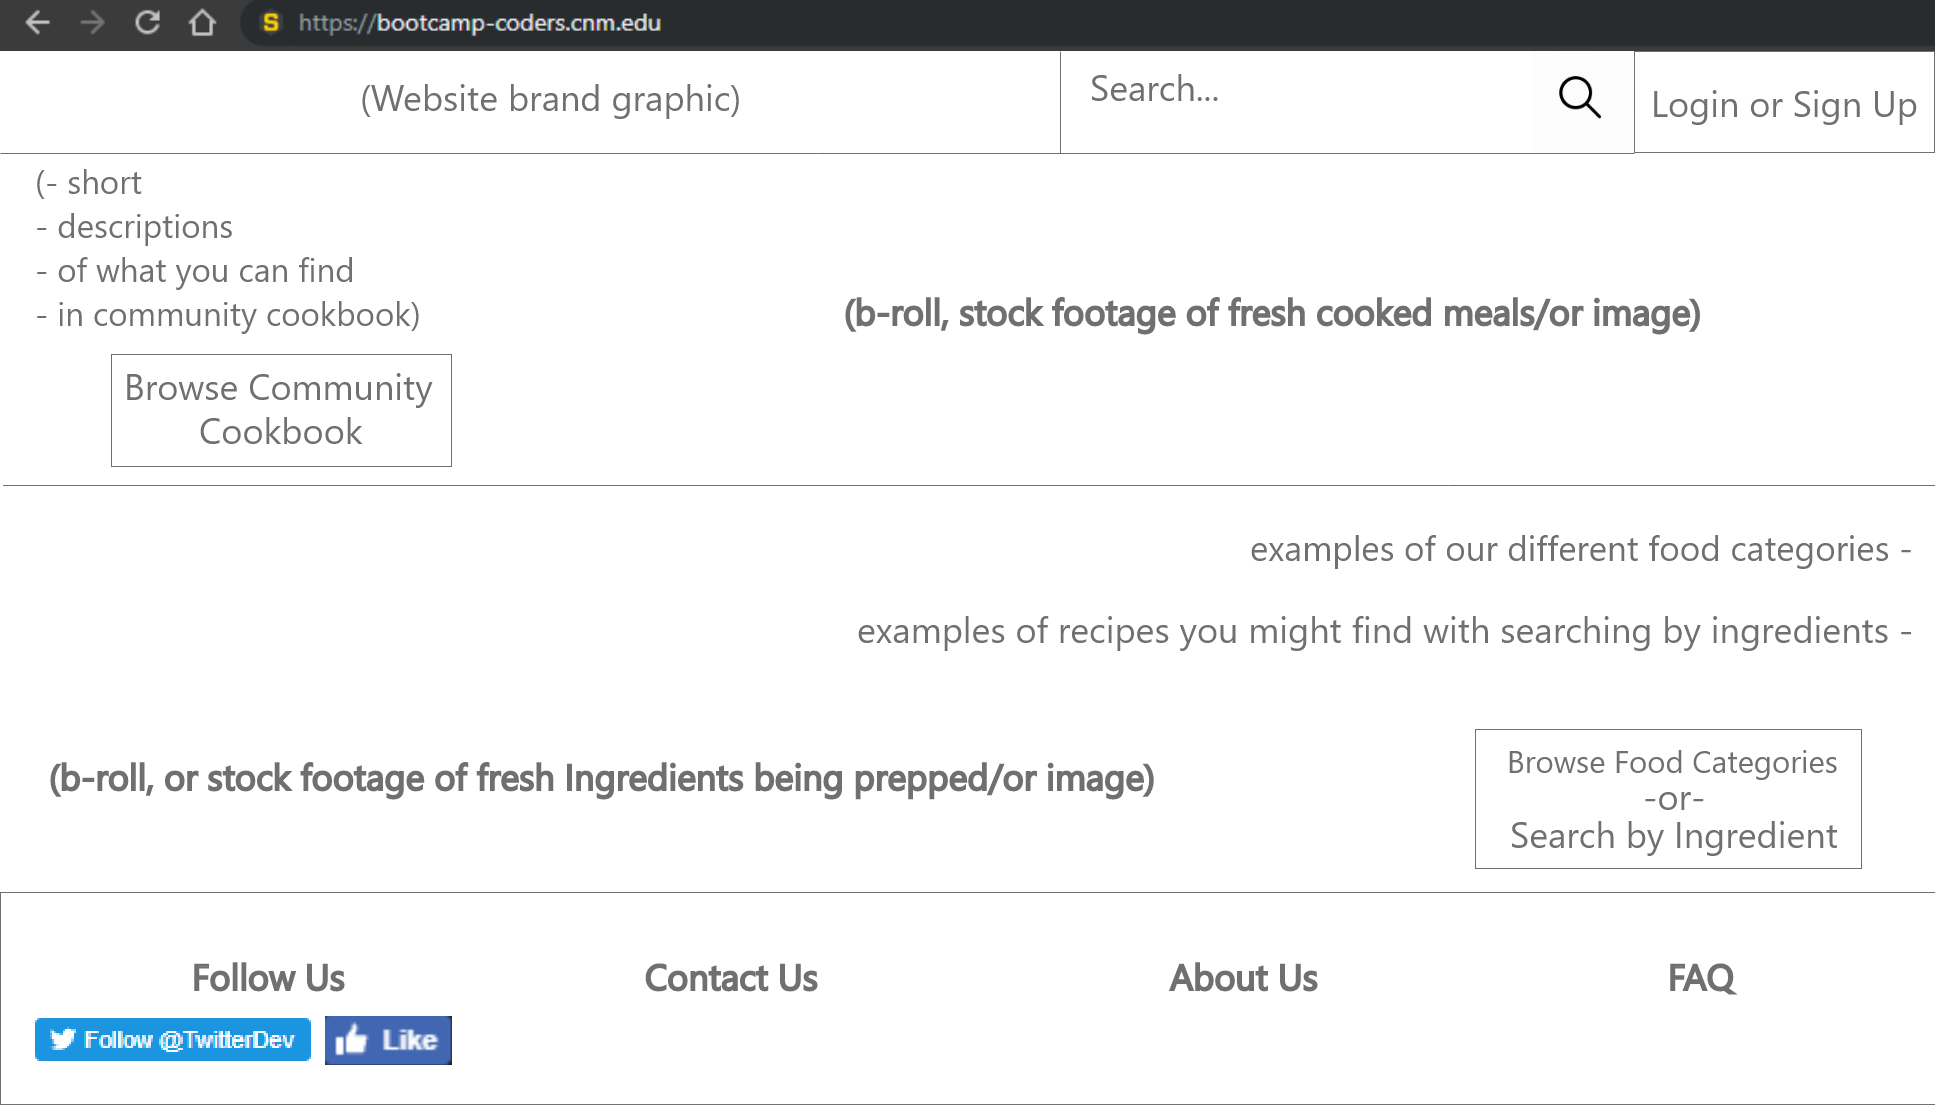 S https://bootcamp-coders.cnm.edu
(Website brand graphic)
Search...
Login or Sign Up
(- short
- descriptions
- of what you can find
- in community cookbook)
(b-roll, stock footage of fresh cooked meals/or image)
Browse Community
Cookbook
examples of our different food categories -
examples of recipes you might find with searching by ingredients -
(b-roll, or stock footage of fresh Ingredients being prepped/or image)
Browse Food Categories
-or-
Search by Ingredient
Follow Us
Contact Us
About Us
FAQ
Follow @TwitterDev
Like